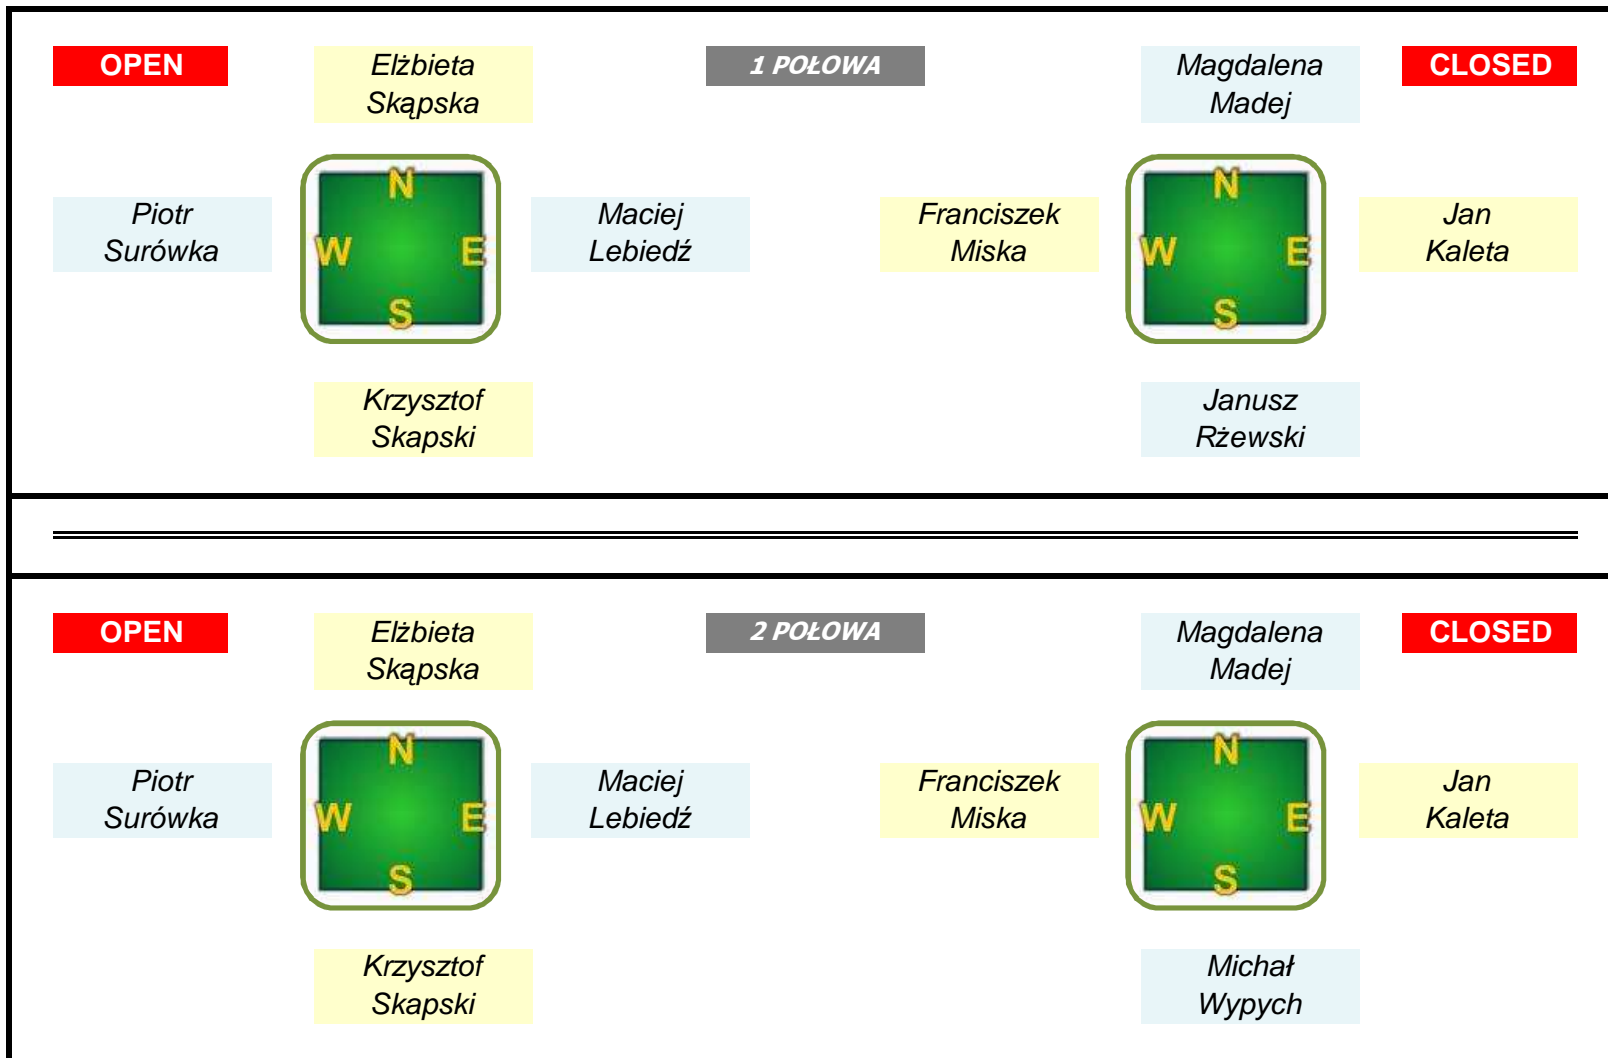 OPEN
Elżbieta
Skąpska
1 POŁOWA
Magdalena
Madej
CLOSED
N
N
Piotr
Surówka
W
E
Maciej
Lebiedź
Franciszek
Miska
W
E
Jan
Kaleta
S
S
Krzysztof
Skapski
Janusz
Rżewski
OPEN
Elżbieta
Skąpska
2 POŁOWA
Magdalena
Madej
CLOSED
N
N
Piotr
Surówka
W
E
Maciej
Lebiedź
Franciszek
Miska
W
E
Jan
Kaleta
S
S
Krzysztof
Skapski
Michał
Wypych